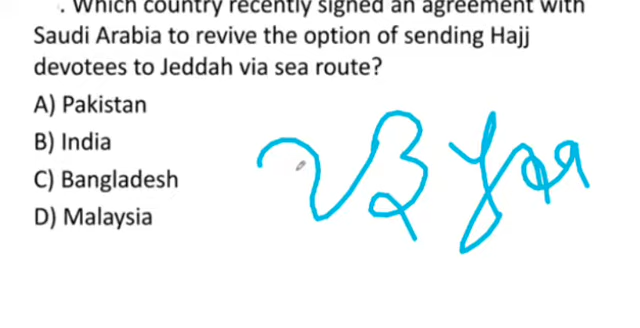 . Which country recently signed an agreement with
Saudi Arabia to revive the option of sending Hajj
devotees to Jeddah via sea route?
A) Pakistan
B) India
C) Bangladesh
D) Malaysia